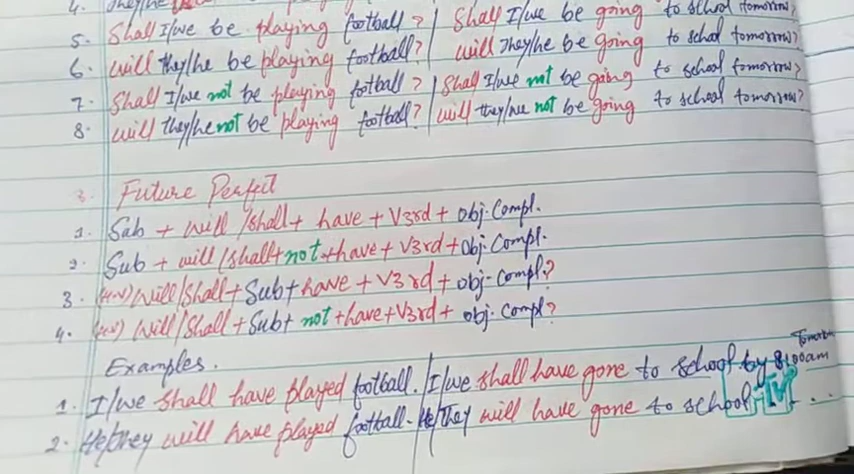 4. they/he
5. Shall I/we be playing football? | Shall I/we be going to school tomorrow?
6. will they/he be playing football? | will they/he be going to school tomorrow?
7. Shall I/we not be playing football? | Shall I/we not be going to school tomorrow?
8. will they/he not be playing football? | will they/we not be going to school tomorrow?
3. Future Perfect
1. Sub + will/shall + have + V3rd + obj. Compl.
2. Sub + will/shall + not + have + V3rd + obj. Compl.
3. will/Shall + Sub + have + V3rd + obj. Compl?
4. will/Shall + Sub + not + have + V3rd + obj. Compl?
Examples.
Tomorrow
1. I/we shall have played football. | I/we shall have gone to school by 8:00am
2. He/they will have played football. He/They will have gone to school